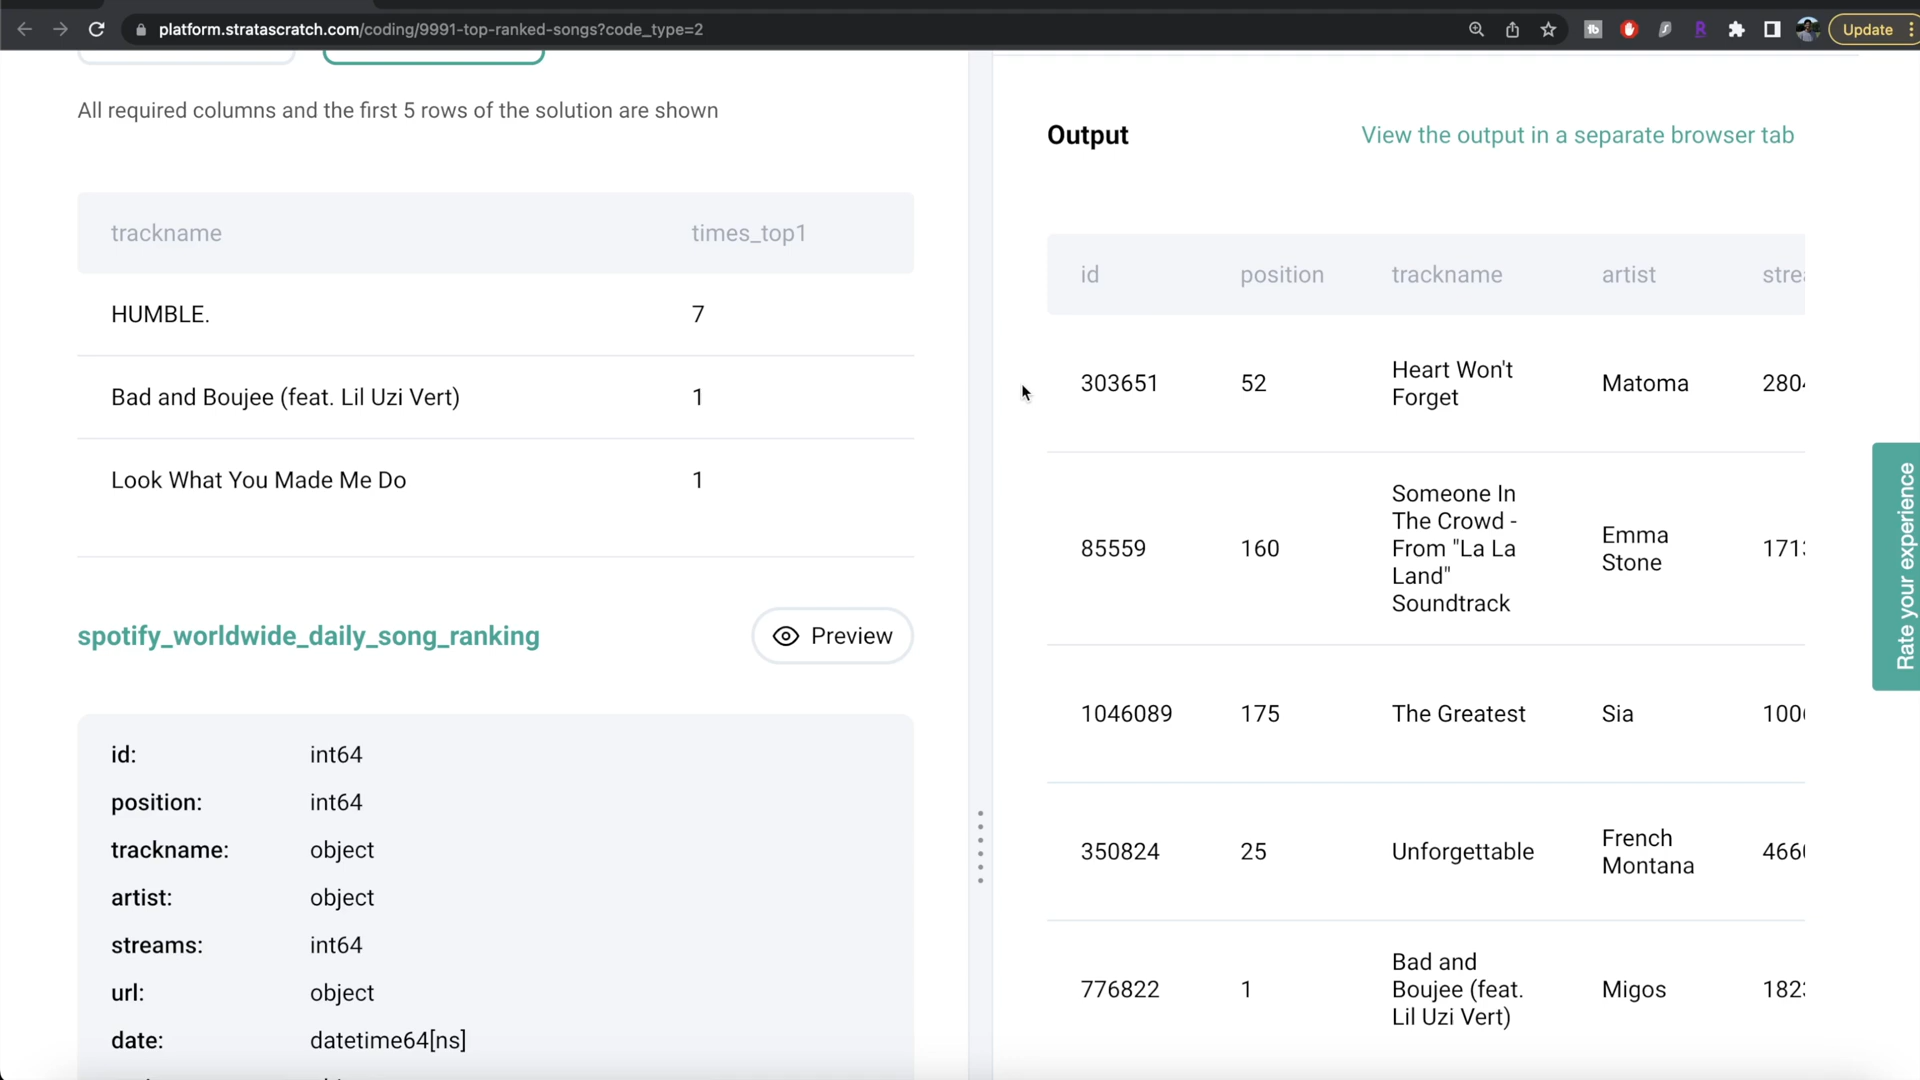 platform.stratascratch.com/coding/9991-top-ranked-songs?code_type=2
Update
All required columns and the first 5 rows of the solution are shown
trackname times_top1
HUMBLE. 7
Bad and Boujee (feat. Lil Uzi Vert) 1
Look What You Made Me Do 1
spotify_worldwide_daily_song_ranking
Preview
id: int64
position: int64
trackname: object
artist: object
streams: int64
url: object
date: datetime64[ns]
Output
View the output in a separate browser tab
id position trackname artist
303651 52 Heart Won't Forget Matoma
85559 160 Someone In The Crowd - From "La La Land" Soundtrack Emma Stone
1046089 175 The Greatest Sia
350824 25 Unforgettable French Montana
776822 1 Bad and Boujee (feat. Lil Uzi Vert) Migos
Rate your experience